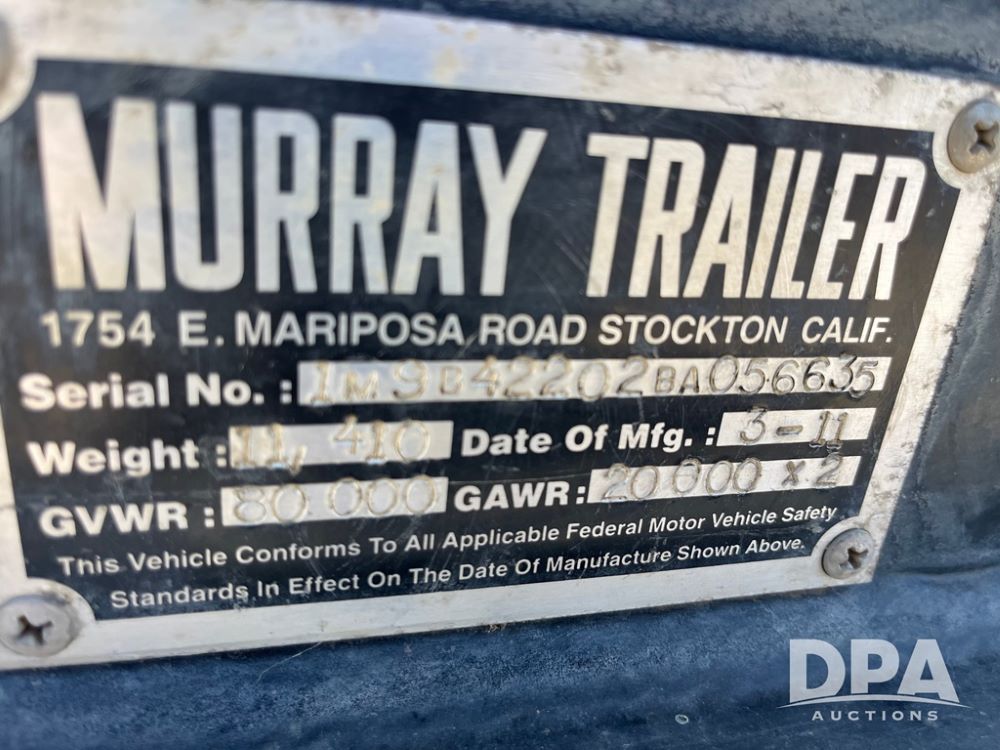 MURRAY TRAILER
1754 E. MARIPOSA ROAD STOCKTON CALIF.
Serial No. : 1M9B42202BA056635
Weight : 11,410 Date Of Mfg. : 3-11
GVWR : 80 000 GAWR : 20 000 x 2
This Vehicle Conforms To All Applicable Federal Motor Vehicle Safety
Standards In Effect On The Date Of Manufacture Shown Above.
DPA
AUCTIONS